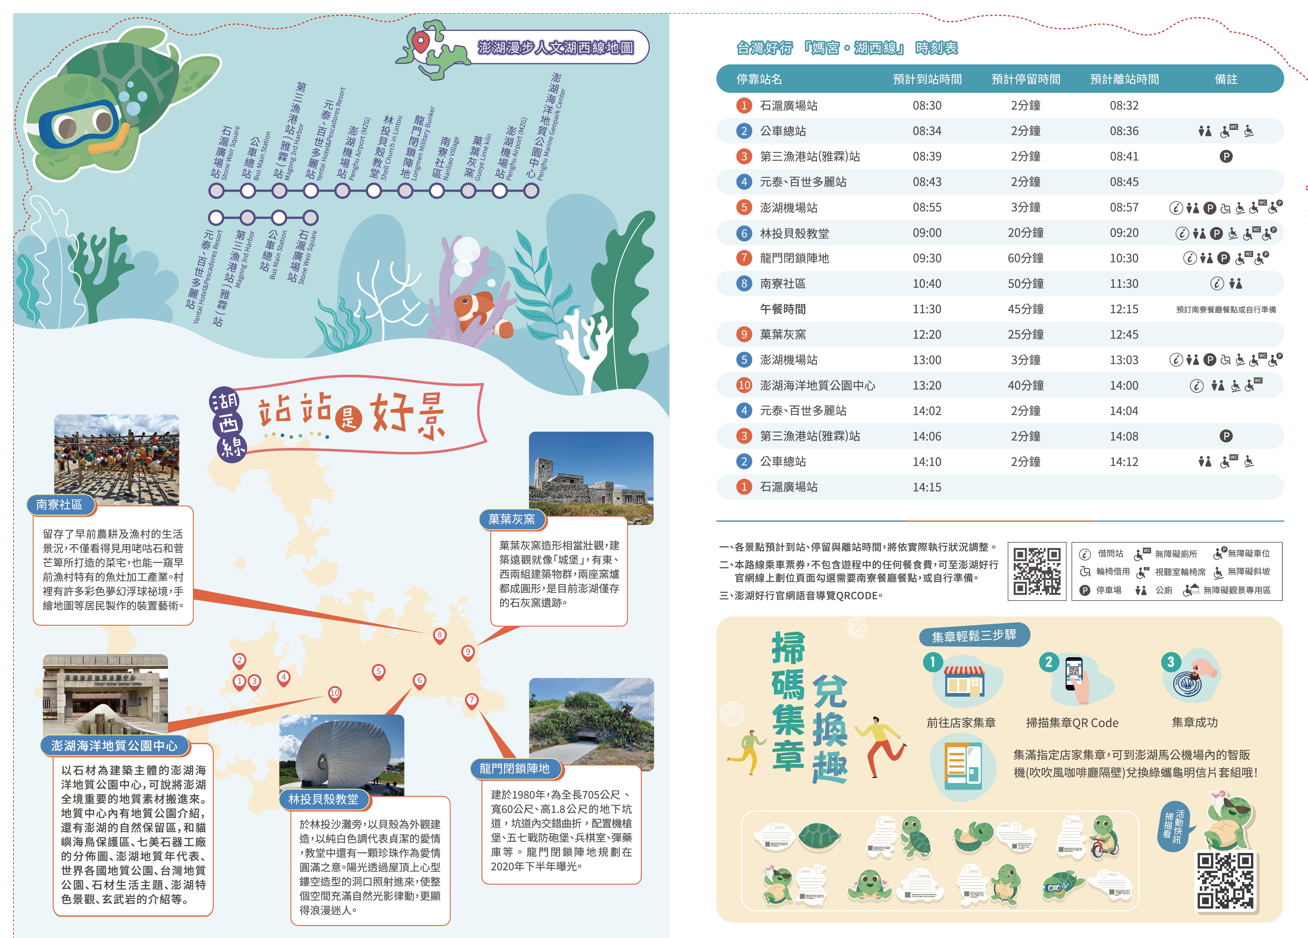 澎湖漫步人文湖西線地圖
石滬廣場站
Stone Weir Square
公車總站
Bus Main Station
第三漁港站(雅霖)站
Magong 3rd Harbor
元泰、百世多麗站
Yentai Hotel&Pescadores Resort
澎湖機場站
Penghu Airport (MZG)
林投貝殼教堂
Shell Church in Lintou
龍門閉鎖陣地
Longmen Military Bunker
南寮社區
Nanliao Village
菓葉灰窯
Guoye Lime kiln
澎湖機場站
Penghu Airport (MZG)
澎湖海洋地質公園中心
Penghu Marine Geopark Center
元泰、百世多麗站
Yentai Hotel&Pescadores Resort
第三漁港站(雅霖)站
Magong 3rd Harbor
公車總站
Bus Main Station
石滬廣場站
Stone Weir Square
湖西線
站站是好景
南寮社區
留存了早前農耕及漁村的生活
景況,不僅看得見用硓𥑮石和菅
芒簟所打造的菜宅,也能一窺早
前漁村特有的魚灶加工產業。村
裡有許多彩色夢幻浮球祕境,手
繪地圖等居民製作的裝置藝術。
菓葉灰窯
菓葉灰窯造形相當壯觀,建
築遠觀就像「城堡」,有東、
西兩組建築物群,兩座窯爐
都成圓形,是目前澎湖僅存
的石灰窯遺跡。
2
1
3
4
10
5
6
8
9
7
澎湖海洋地質公園中心
以石材為建築主體的澎湖海
洋地質公園中心,可說將澎湖
全境重要的地質素材搬進來。
地質中心內有地質公園介紹,
還有澎湖的自然保留區,和貓
嶼海鳥保護區、七美石器工廠
的分佈圖、澎湖地質年代表、
世界各國地質公園、台灣地質
公園、石材生活主題、澎湖特
色景觀、玄武岩的介紹等。
林投貝殼教堂
於林投沙灘旁,以貝殼為外觀建
造,以純白色調代表貞潔的愛情
,教堂中還有一顆珍珠作為愛情
圓滿之意。陽光透過屋頂上心型
鏤空造型的洞口照射進來,使整
個空間充滿自然光影律動,更顯
得浪漫迷人。
龍門閉鎖陣地
建於1980年,為全長705公尺、
寬60公尺、高1.8公尺的地下坑
道,坑道內交錯曲折,配置機槍
堡、五七戰防砲堡、兵棋室、彈藥
庫等。龍門閉鎖陣地規劃在
2020年下半年曝光。
台灣好行 「媽宮・湖西線」 時刻表
停靠站名 預計到站時間 預計停留時間 預計離站時間 備註
1 石滬廣場站 08:30 2分鐘 08:32
2 公車總站 08:34 2分鐘 08:36 WC
3 第三漁港站(雅霖)站 08:39 2分鐘 08:41 P
4 元泰、百世多麗站 08:43 2分鐘 08:45
5 澎湖機場站 08:55 3分鐘 08:57 i P WC P
6 林投貝殼教堂 09:00 20分鐘 09:20 i P WC P
7 龍門閉鎖陣地 09:30 60分鐘 10:30 i P WC P
8 南寮社區 10:40 50分鐘 11:30 i
午餐時間 11:30 45分鐘 12:15 預訂南寮餐廳餐點或自行準備
9 菓葉灰窯 12:20 25分鐘 12:45
5 澎湖機場站 13:00 3分鐘 13:03 i P WC P
10 澎湖海洋地質公園中心 13:20 40分鐘 14:00 i WC
4 元泰、百世多麗站 14:02 2分鐘 14:04
3 第三漁港站(雅霖)站 14:06 2分鐘 14:08 P
2 公車總站 14:10 2分鐘 14:12 WC
1 石滬廣場站 14:15
一、各景點預計到站、停留與離站時間,將依實際執行狀況調整。
二、本路線乘車票券,不包含遊程中的任何餐食費,可至澎湖好行
官網線上劃位頁面勾選需要南寮餐廳餐點,或自行準備。
三、澎湖好行官網語音導覽QRCODE。
i 借問站 WC 無障礙廁所 P 無障礙車位
輪椅借用 視聽室輪椅席 無障礙斜坡
P 停車場 公廁 無障礙觀景專用區
掃碼集章
兌換趣
集章輕鬆三步驟
1 2 3
前往店家集章 掃描集章QR Code 集章成功
集滿指定店家集章,可到澎湖馬公機場內的智販
機(吹吹風咖啡廳隔壁)兌換綠蠵龜明信片套組哦!
活動快訊
掃描看